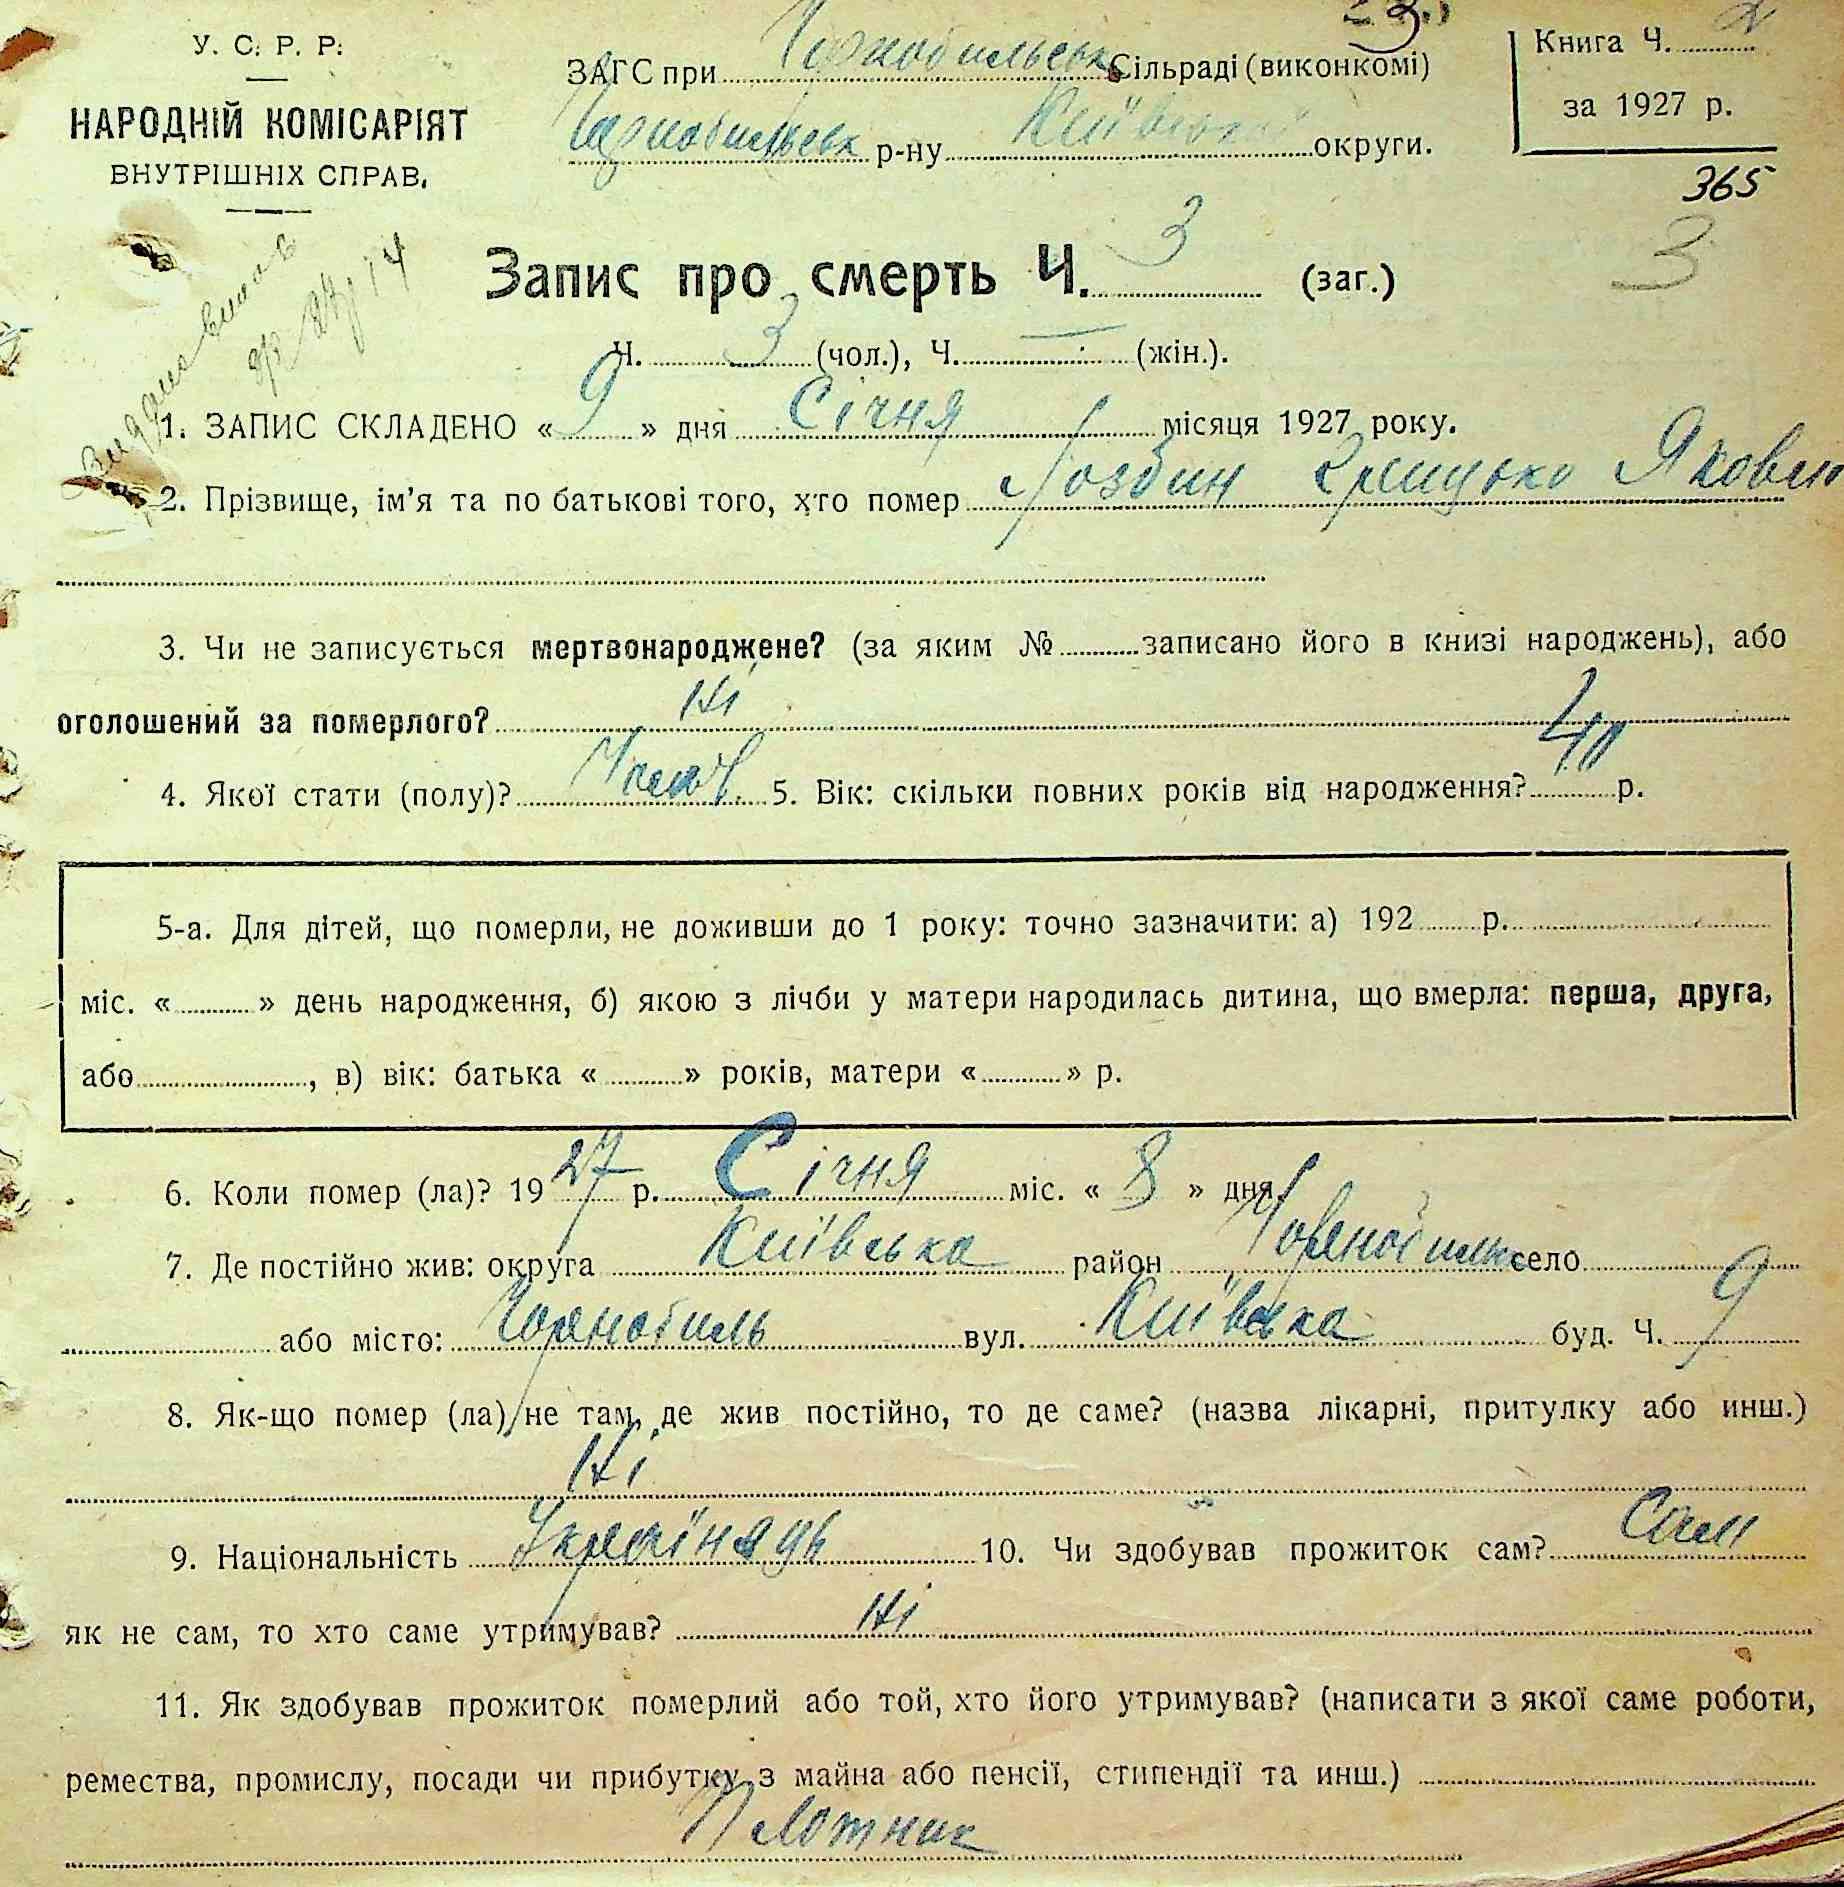 У. С. Р. Р.
НАРОДНІЙ КОМІСАРІЯТ
ВНУТРІШНІХ СПРАВ.
ЗАГС при Чорнобильськ Сільраді (виконкомі)
Чорнобильськ р-ну Київської округи.
Книга Ч. 2
за 1927 р.
365
3
Запис про смерть Ч. 3 (заг.)
Ч. 3 (чол.), Ч. — (жін.).
1. ЗАПИС СКЛАДЕНО « 9 » дня Січня місяця 1927 року.
2. Прізвище, ім'я та по батькові того, хто помер
3. Чи не записується мертвонароджене? (за яким № записано його в книзі народжень), або
оголошений за померлого? Ні
4. Якої стати (полу)? Чолов. 5. Вік: скільки повних років від народження? 40 р.
5-а. Для дітей, що померли, не доживши до 1 року: точно зазначити: а) 192 р.
міс. « » день народження, б) якою з лічби у матери народилась дитина, що вмерла: перша, друга,
або , в) вік: батька « » років, матери « » р.
6. Коли помер (ла)? 1927 р. Січня міс. « 8 » дня.
7. Де постійно жив: округа Київська район Чорнобильськ село
або місто: Чорнобиль вул. Київська буд. Ч. 9
8. Як-що помер (ла) не там, де жив постійно, то де саме? (назва лікарні, притулку або инш.)
Ні
9. Національність Українець 10. Чи здобував прожиток сам? Сам
як не сам, то хто саме утримував? Ні
11. Як здобував прожиток померлий або той, хто його утримував? (написати з якої саме роботи,
ремества, промислу, посади чи прибутку з майна або пенсії, стипендії та инш.)
Плотник